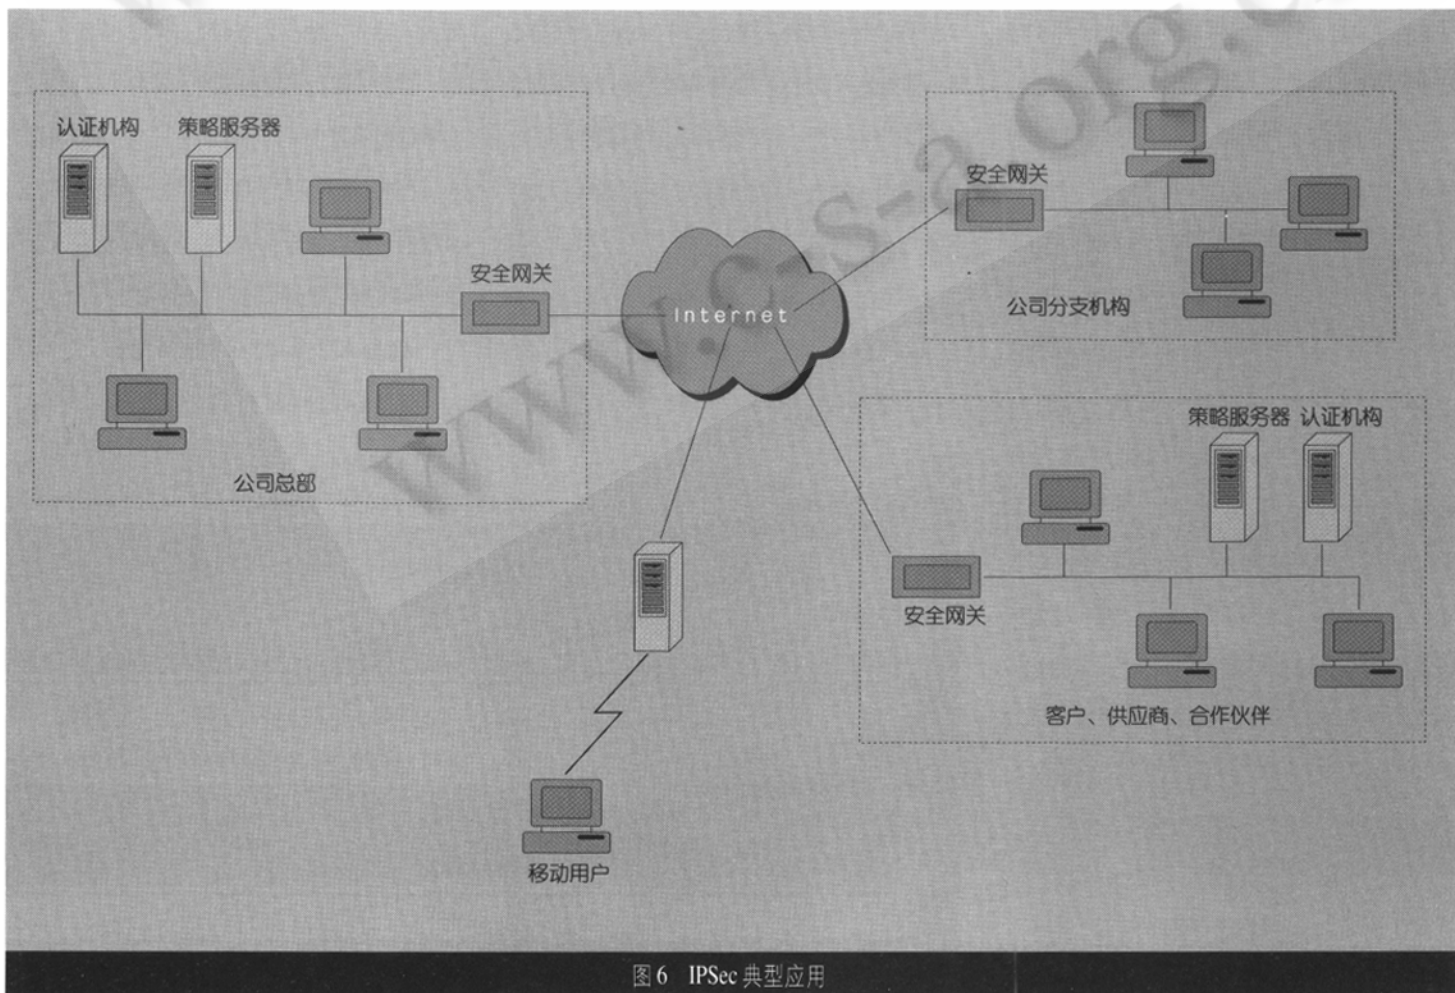 认证机构
策略服务器
安全网关
公司总部
Internet
安全网关
公司分支机构
策略服务器
认证机构
安全网关
客户、供应商、合作伙伴
移动用户
图6 IPSec 典型应用
www.c-s-a.org.c